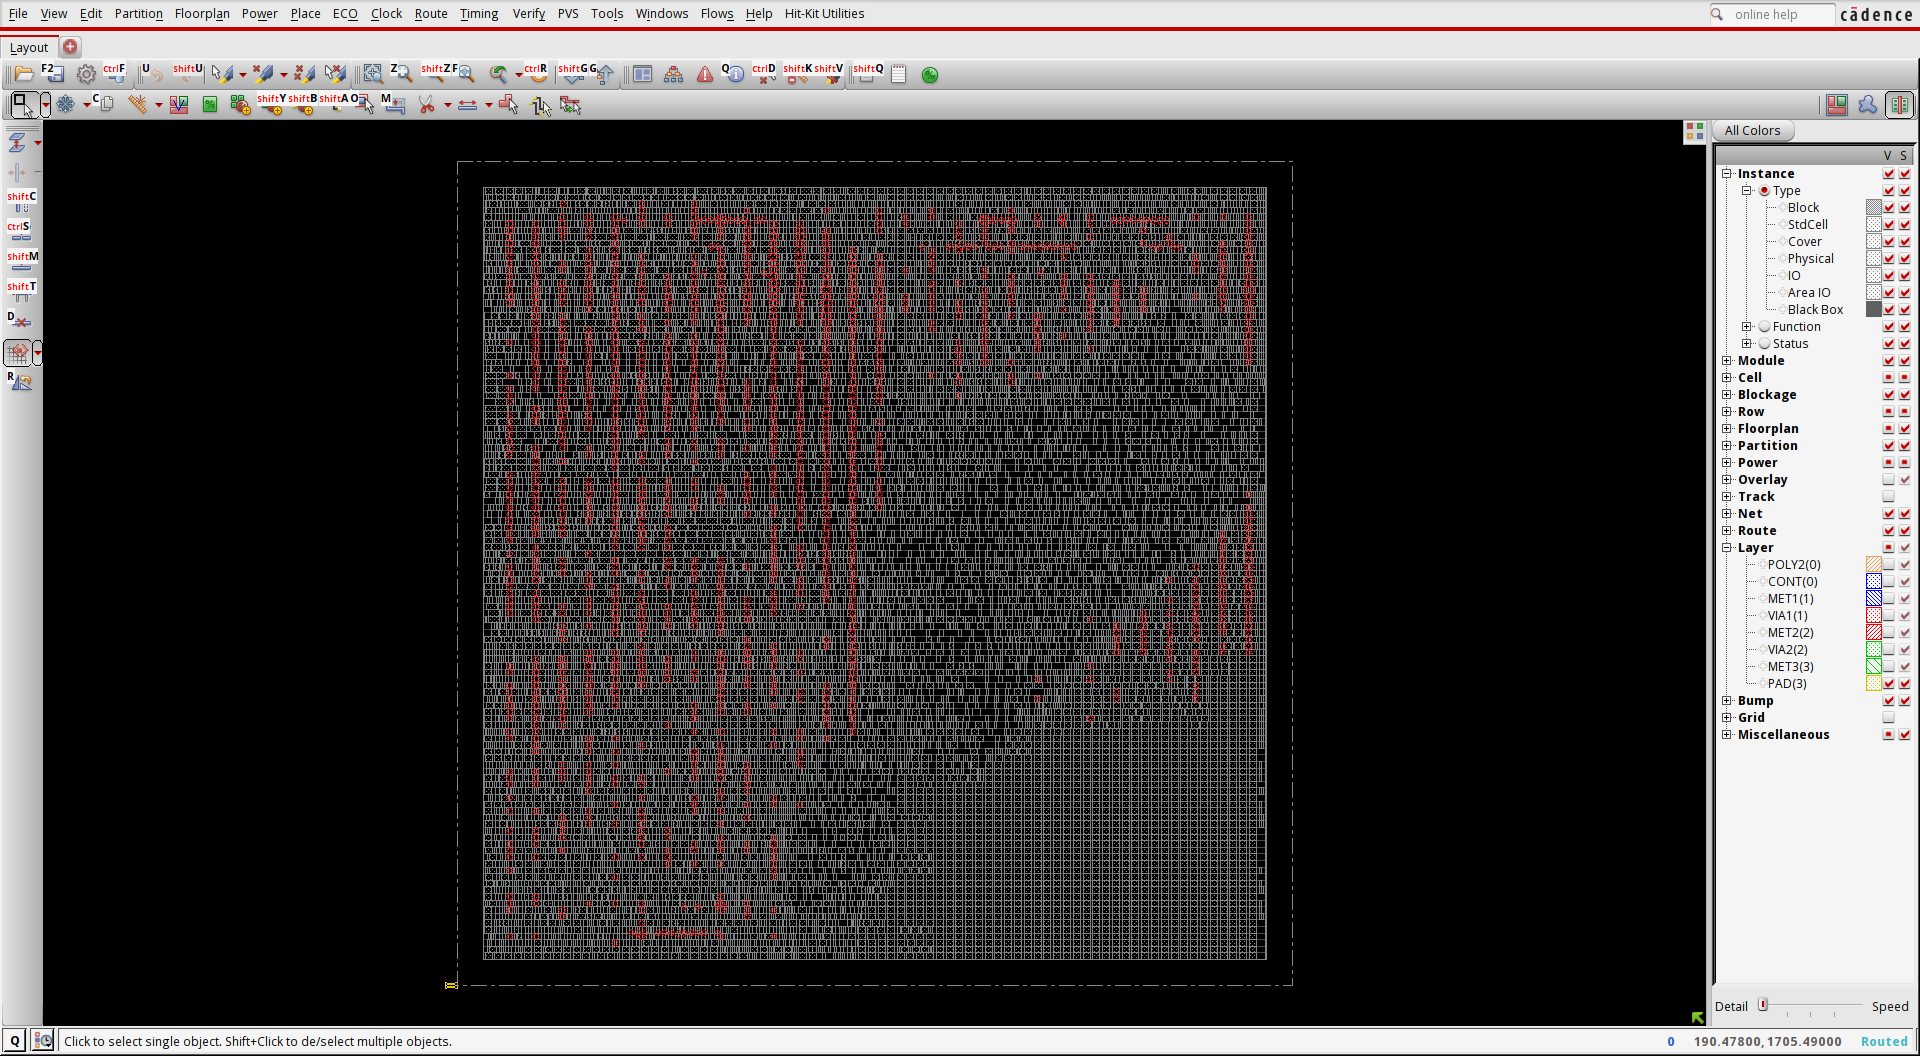 File View Edit Partition Floorplan Power Place ECO Clock Route Timing Verify PVS Tools Windows Flows Help Hit-Kit Utilities online help cādence
Layout
F2 CtrlF U ShiftU Z ShiftZ F CtrlR ShiftG G Q CtrlD ShiftK ShiftV ShiftQ
C ShiftY ShiftB ShiftA O M
ShiftC
CtrlS
ShiftM
ShiftT
D
R
All Colors
V S
Instance
Type
Block
StdCell
Cover
Physical
IO
Area IO
Black Box
Function
Status
Module
Cell
Blockage
Row
Floorplan
Partition
Power
Overlay
Track
Net
Route
Layer
POLY2(0)
CONT(0)
MET1(1)
VIA1(1)
MET2(2)
VIA2(2)
MET3(3)
PAD(3)
Bump
Grid
Miscellaneous
Detail Speed
Q Click to select single object. Shift+Click to de/select multiple objects. 0 190.47800,1705.49000 Routed